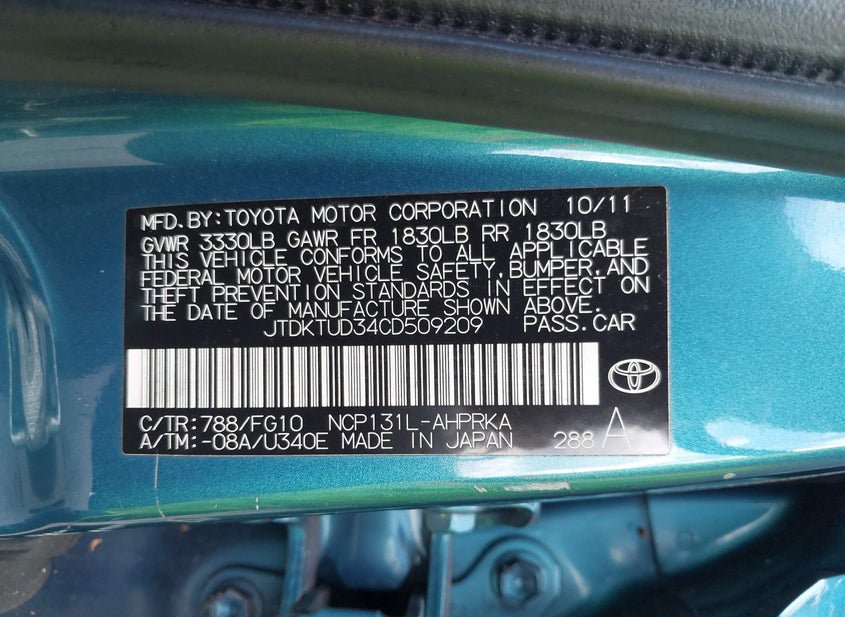 MFD.BY:TOYOTA MOTOR CORPORATION 10/11
GVWR 3330LB GAWR FR 1830LB RR 1830LB
THIS VEHICLE CONFORMS TO ALL APPLICABLE
FEDERAL MOTOR VEHICLE SAFETY,BUMPER,AND
THEFT PREVENTION STANDARDS IN EFFECT ON
THE DATE OF MANUFACTURE SHOWN ABOVE.
JTDKTUD34CD509209 PASS.CAR
C/TR:788/FG10 NCP131L-AHPRKA
A/TM:-08A/U340E MADE IN JAPAN 288 A